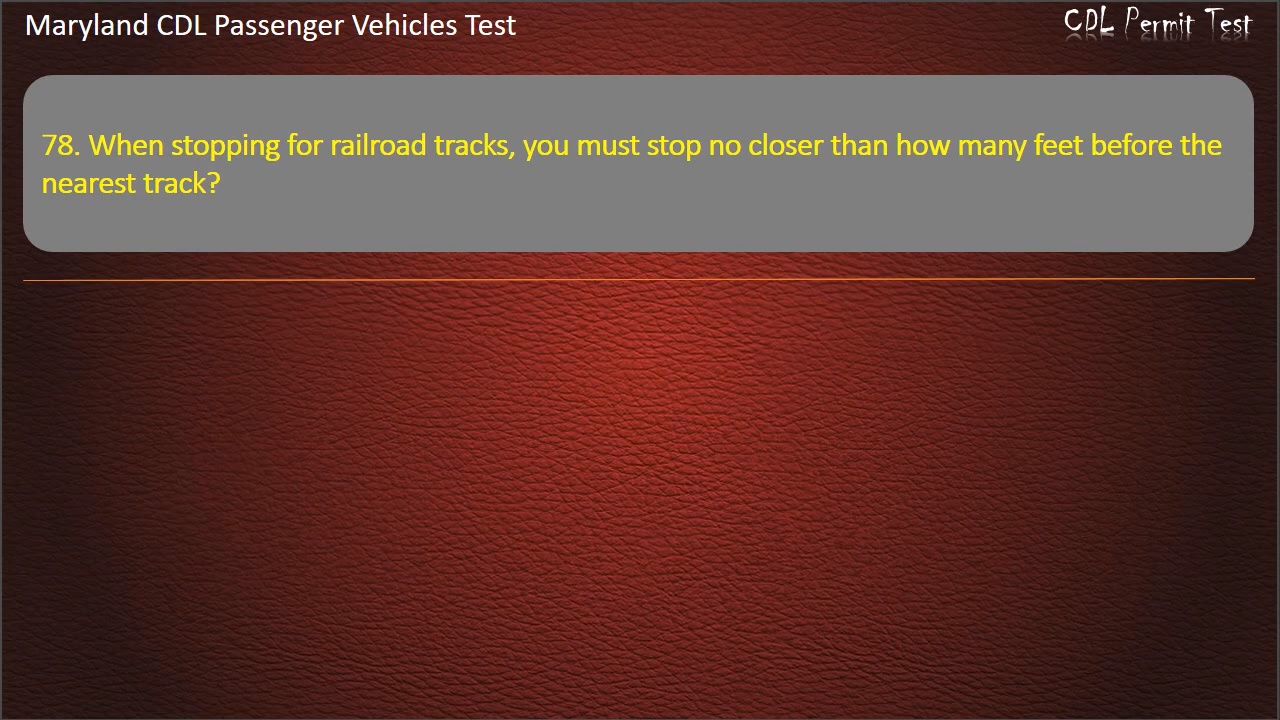 Maryland CDL Passenger Vehicles Test
CDL Permit Test
78. When stopping for railroad tracks, you must stop no closer than how many feet before the
nearest track?